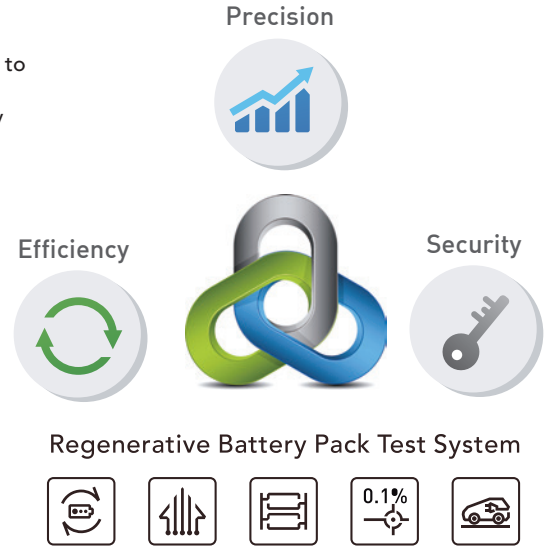 Precision
to
y
Efficiency
Security
Regenerative Battery Pack Test System
0.1%